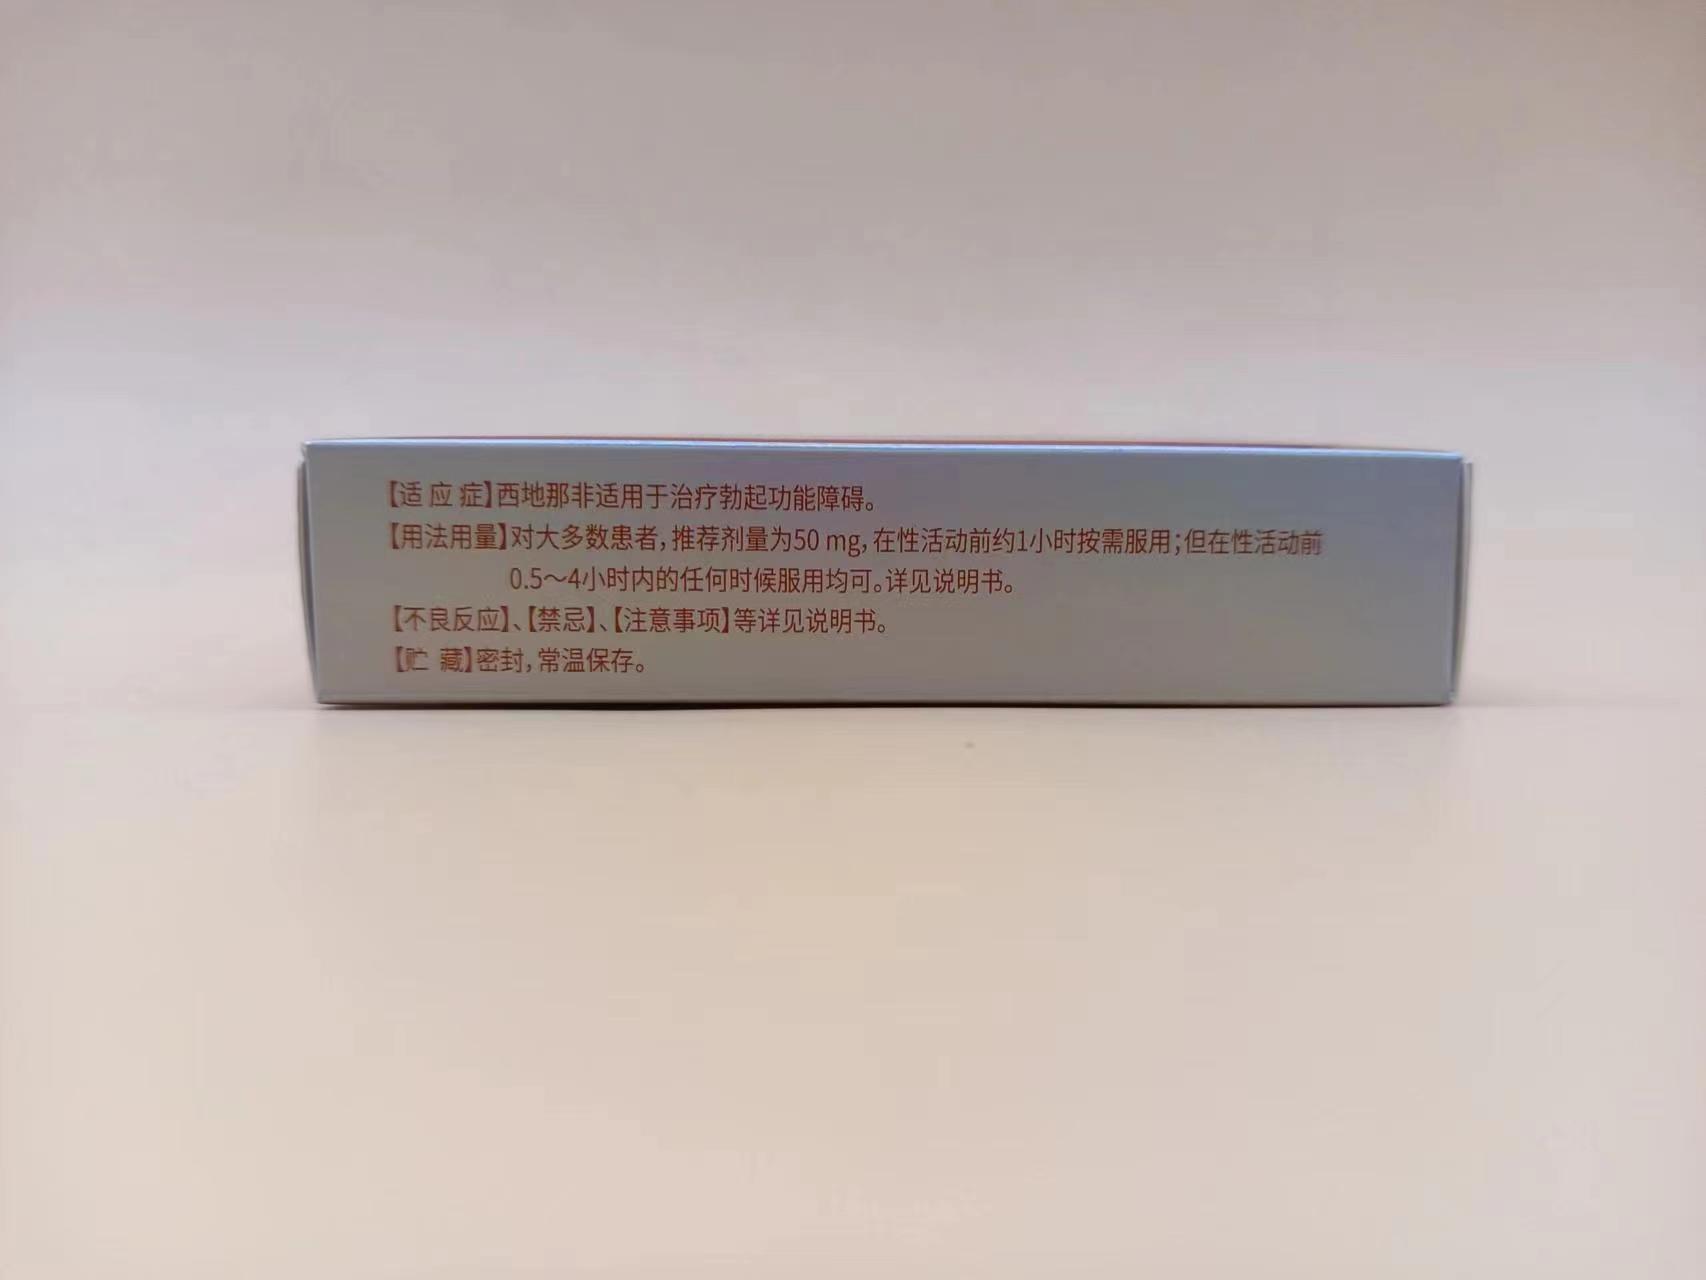 【适 应 症】西地那非适用于治疗勃起功能障碍。
【用法用量】对大多数患者，推荐剂量为50 mg，在性活动前约1小时按需服用；但在性活动前
0.5～4小时内的任何时候服用均可。详见说明书。
【不良反应】、【禁忌】、【注意事项】等详见说明书。
【贮 藏】密封，常温保存。